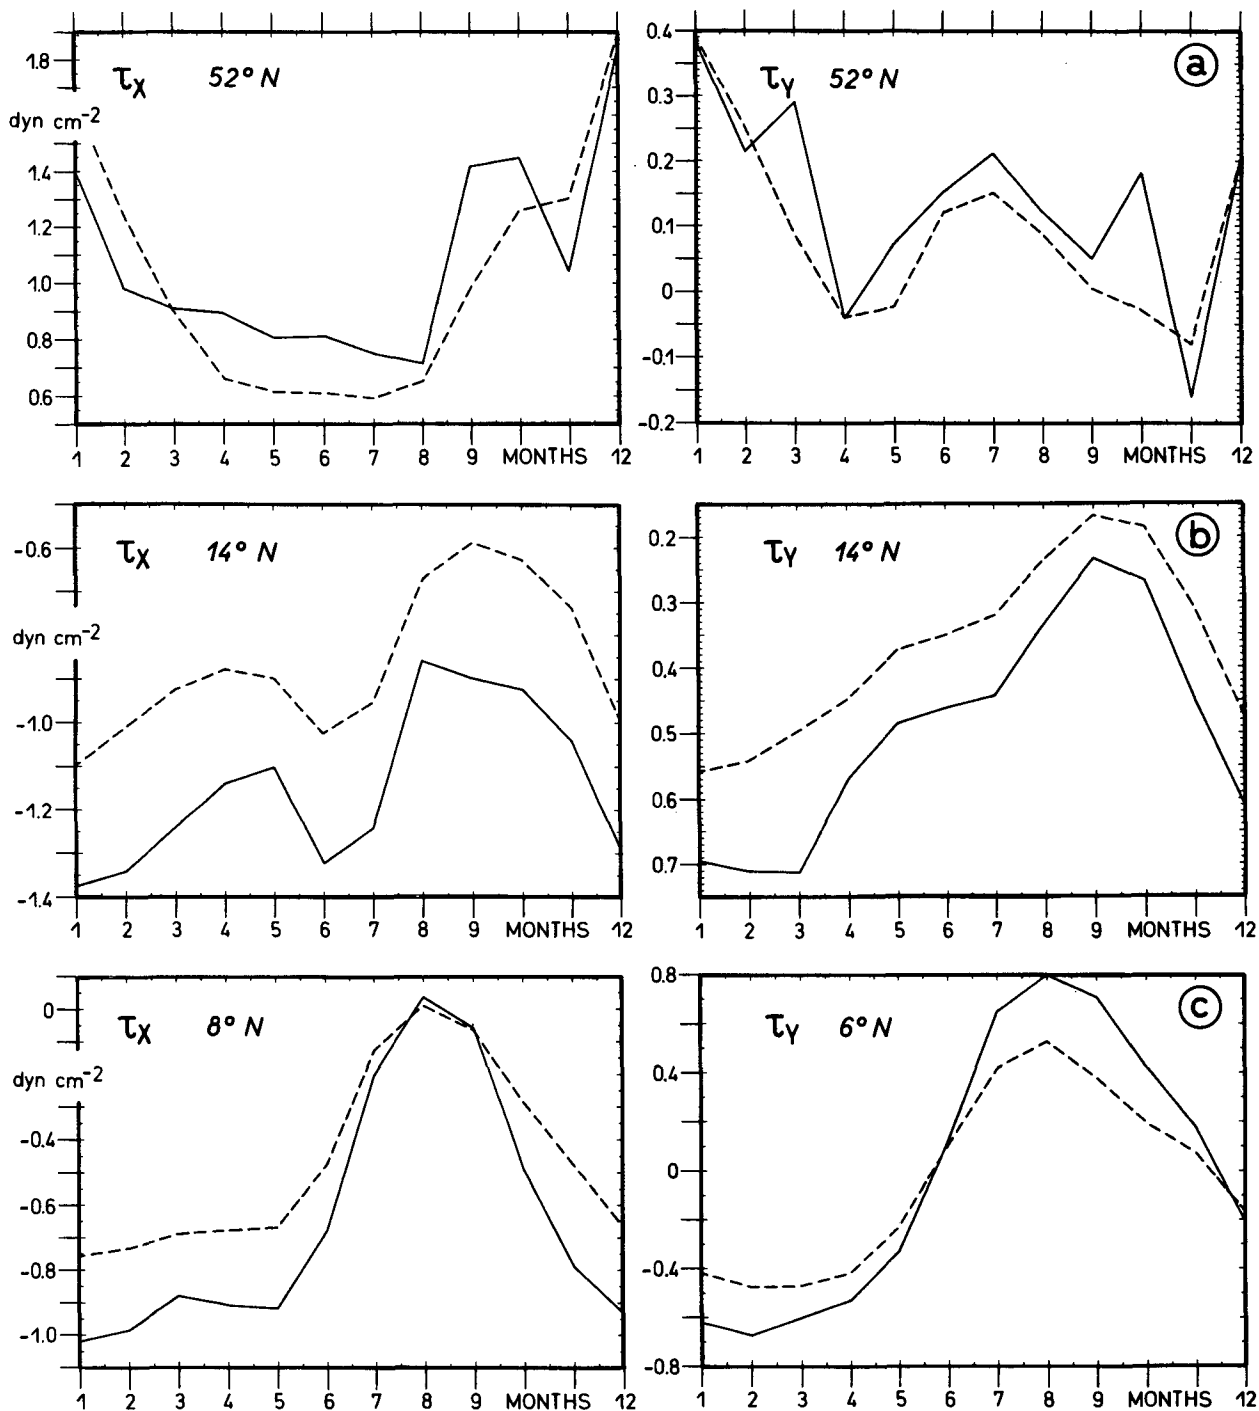 τX 52° N
1.8
dyn cm-2
1.4
1.2
1.0
0.8
0.6
1 2 3 4 5 6 7 8 9 MONTHS 12
τY 52° N a
0.4
0.3
0.2
0.1
0
-0.1
-0.2
1 2 3 4 5 6 7 8 9 MONTHS 12
τX 14° N
-0.6
dyn cm-2
-1.0
-1.2
-1.4
1 2 3 4 5 6 7 8 9 MONTHS 12
τY 14° N b
0.2
0.3
0.4
0.5
0.6
0.7
1 2 3 4 5 6 7 8 9 MONTHS 12
τX 8° N
0
dyn cm-2
-0.4
-0.6
-0.8
-1.0
1 2 3 4 5 6 7 8 9 MONTHS 12
τY 6° N c
0.8
0.4
0
-0.4
-0.8
1 2 3 4 5 6 7 8 9 MONTHS 12